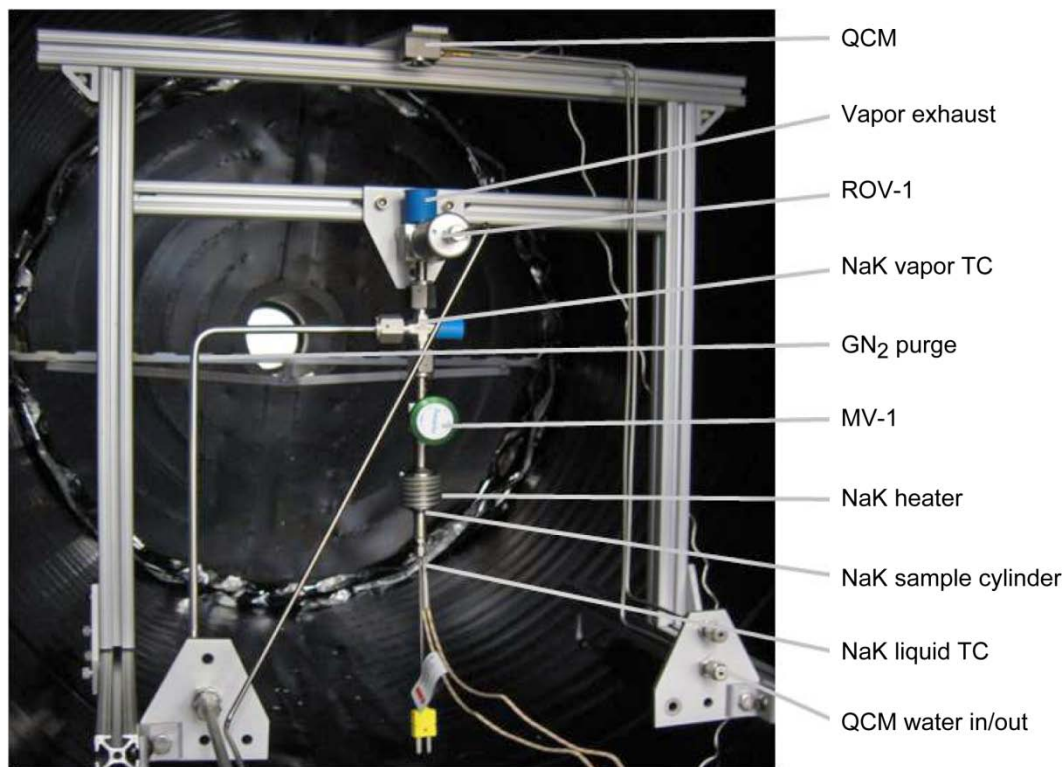 QCM
Vapor exhaust
ROV-1
NaK vapor TC
GN₂ purge
MV-1
NaK heater
NaK sample cylinder
NaK liquid TC
QCM water in/out